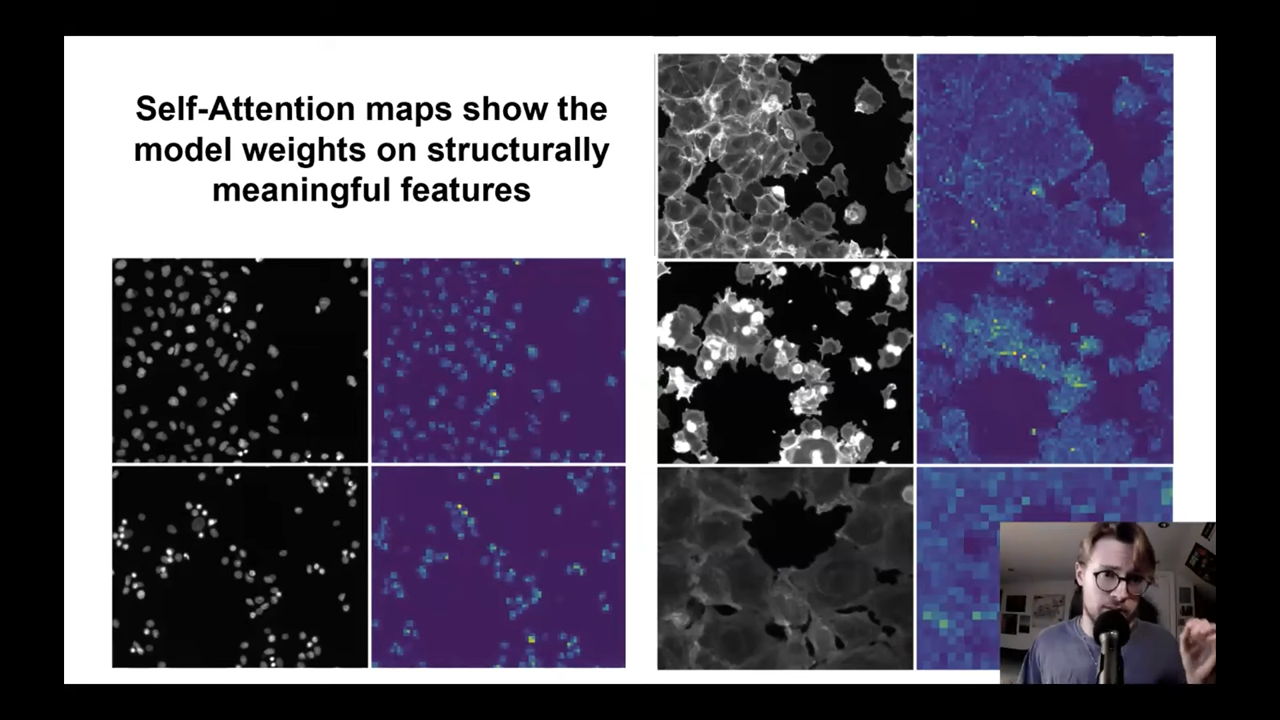 Self-Attention maps show the
model weights on structurally
meaningful features